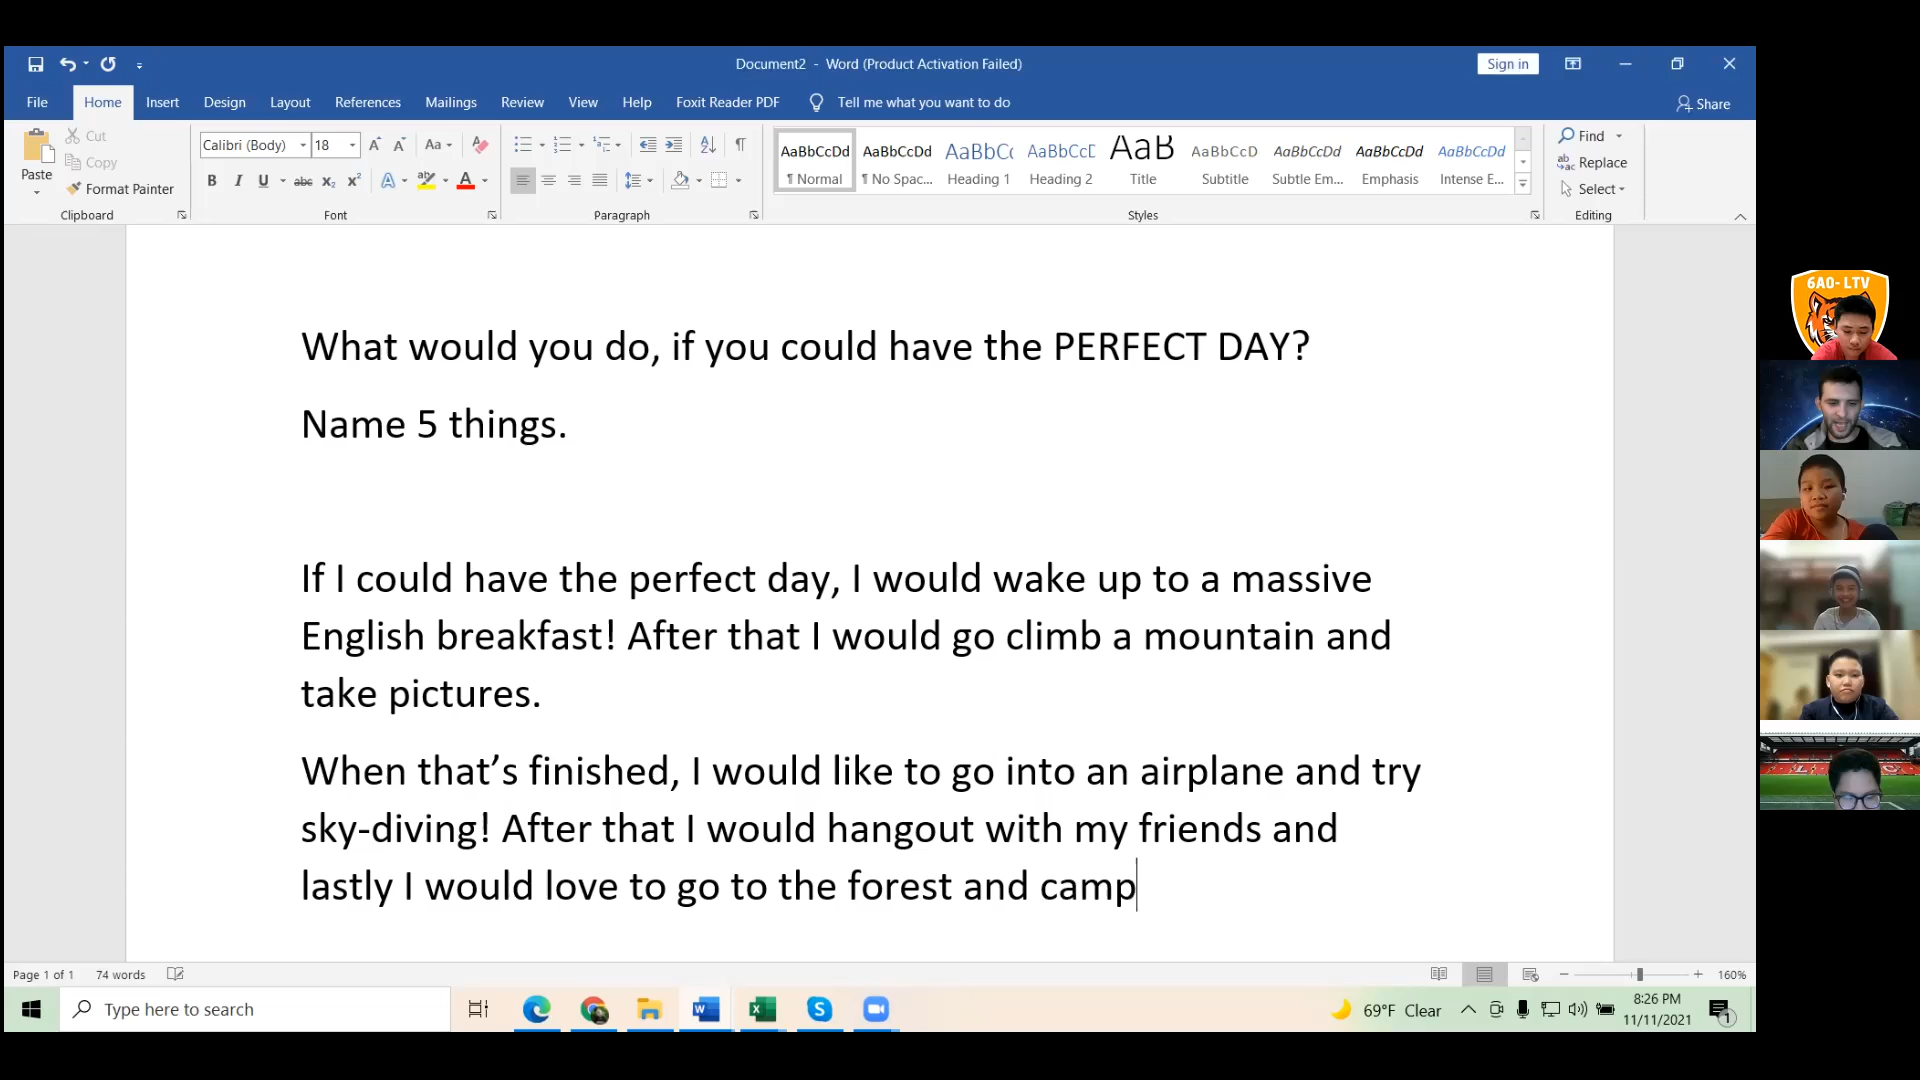 Document2 - Word (Product Activation Failed)
Sign in
File Home Insert Design Layout References Mailings Review View Help Foxit Reader PDF Tell me what you want to do
Share
Paste
Cut
Copy
Format Painter
Clipboard
Calibri (Body) 18
Font
Paragraph
AaBbCcDd AaBbCcDd AaBbCc AaBbCcE AaB AaBbCcD AaBbCcDd AaBbCcDd AaBbCcDd
¶ Normal ¶ No Spac... Heading 1 Heading 2 Title Subtitle Subtle Em... Emphasis Intense E...
Styles
Find
Replace
Select
Editing
What would you do, if you could have the PERFECT DAY?
Name 5 things.
If I could have the perfect day, I would wake up to a massive
English breakfast! After that I would go climb a mountain and
take pictures.
When that's finished, I would like to go into an airplane and try
sky-diving! After that I would hangout with my friends and
lastly I would love to go to the forest and camp
6A0-LTV
Page 1 of 1 74 words
160%
Type here to search
69°F Clear
8:26 PM
11/11/2021
1